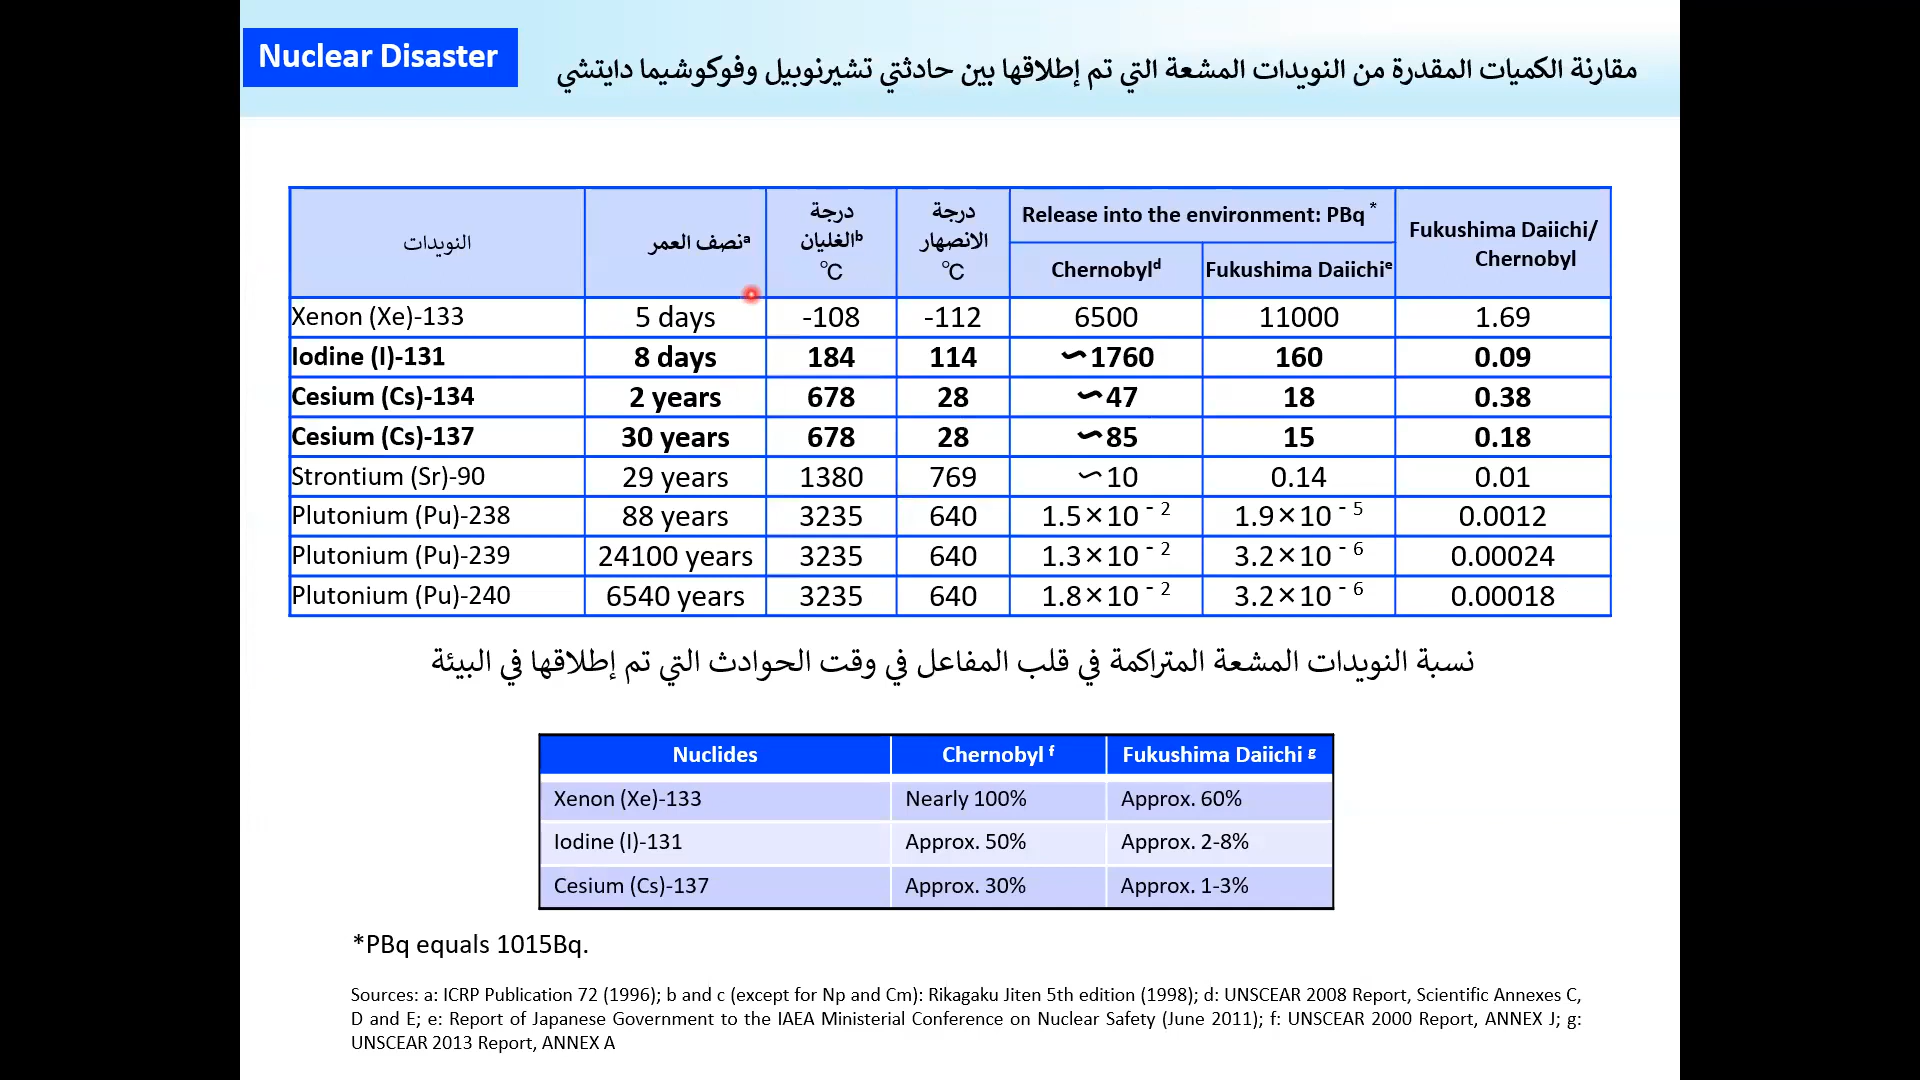 Nuclear Disaster
مقارنة الكميات المقدرة من النويدات المشعة التي تم إطلاقها بين حادثتي تشيرنوبيل وفوكوشيما دايتشي
النويدات
نصف العمرᵃ
درجة
الغليانᵇ
℃
درجة
الانصهار
℃
Release into the environment: PBq *
Chernobylᵈ
Fukushima Daiichiᵉ
Fukushima Daiichi/
Chernobyl
Xenon (Xe)-133 5 days -108 -112 6500 11000 1.69
Iodine (I)-131 8 days 184 114 ∽1760 160 0.09
Cesium (Cs)-134 2 years 678 28 ∽47 18 0.38
Cesium (Cs)-137 30 years 678 28 ∽85 15 0.18
Strontium (Sr)-90 29 years 1380 769 ∽10 0.14 0.01
Plutonium (Pu)-238 88 years 3235 640 1.5×10⁻² 1.9×10⁻⁵ 0.0012
Plutonium (Pu)-239 24100 years 3235 640 1.3×10⁻² 3.2×10⁻⁶ 0.00024
Plutonium (Pu)-240 6540 years 3235 640 1.8×10⁻² 3.2×10⁻⁶ 0.00018
نسبة النويدات المشعة المتراكمة في قلب المفاعل في وقت الحوادث التي تم إطلاقها في البيئة
Nuclides Chernobyl ᶠ Fukushima Daiichi ᵍ
Xenon (Xe)-133 Nearly 100% Approx. 60%
Iodine (I)-131 Approx. 50% Approx. 2-8%
Cesium (Cs)-137 Approx. 30% Approx. 1-3%
*PBq equals 1015Bq.
Sources: a: ICRP Publication 72 (1996); b and c (except for Np and Cm): Rikagaku Jiten 5th edition (1998); d: UNSCEAR 2008 Report, Scientific Annexes C,
D and E; e: Report of Japanese Government to the IAEA Ministerial Conference on Nuclear Safety (June 2011); f: UNSCEAR 2000 Report, ANNEX J; g:
UNSCEAR 2013 Report, ANNEX A